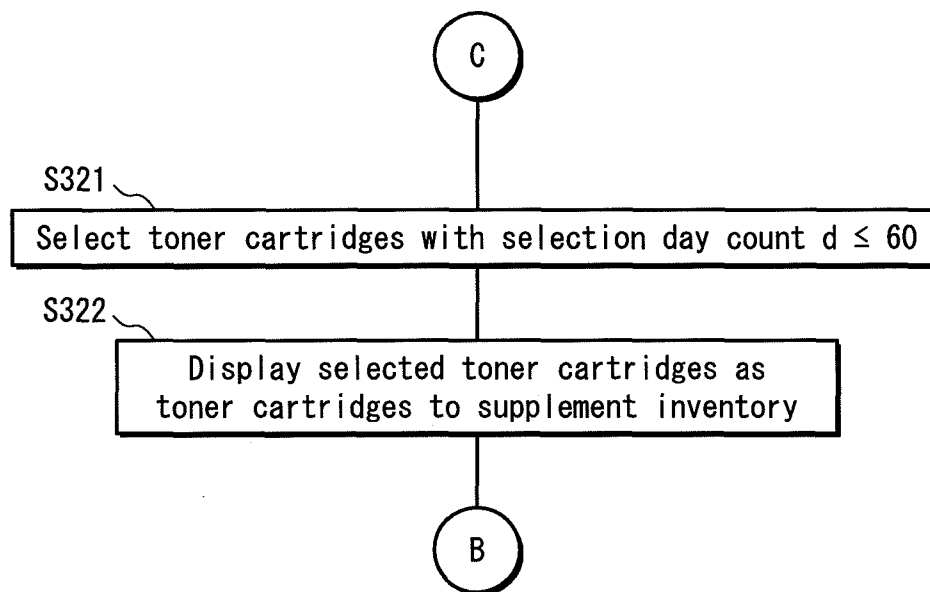 C
S321
Select toner cartridges with selection day count d ≤ 60
S322
Display selected toner cartridges as
toner cartridges to supplement inventory
B